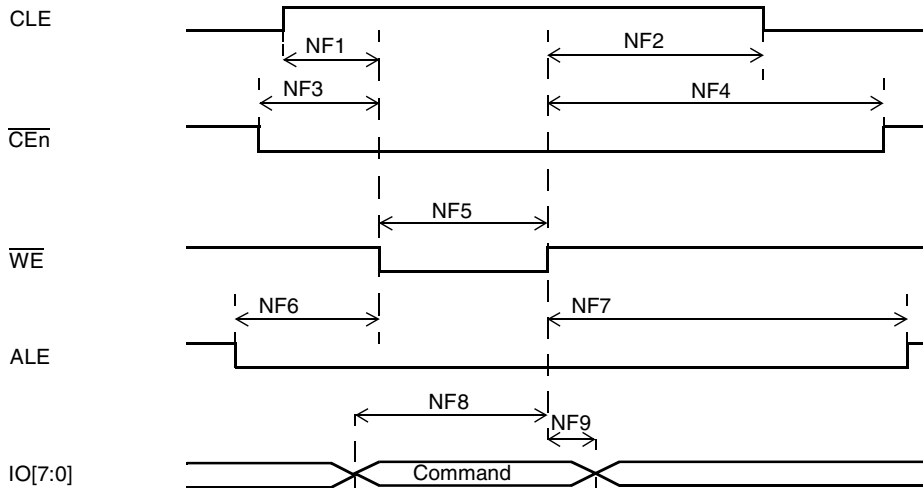 CLE
NF1
NF2
NF3
NF4
CEn
NF5
WE
NF6
NF7
ALE
NF8
NF9
IO[7:0]
Command